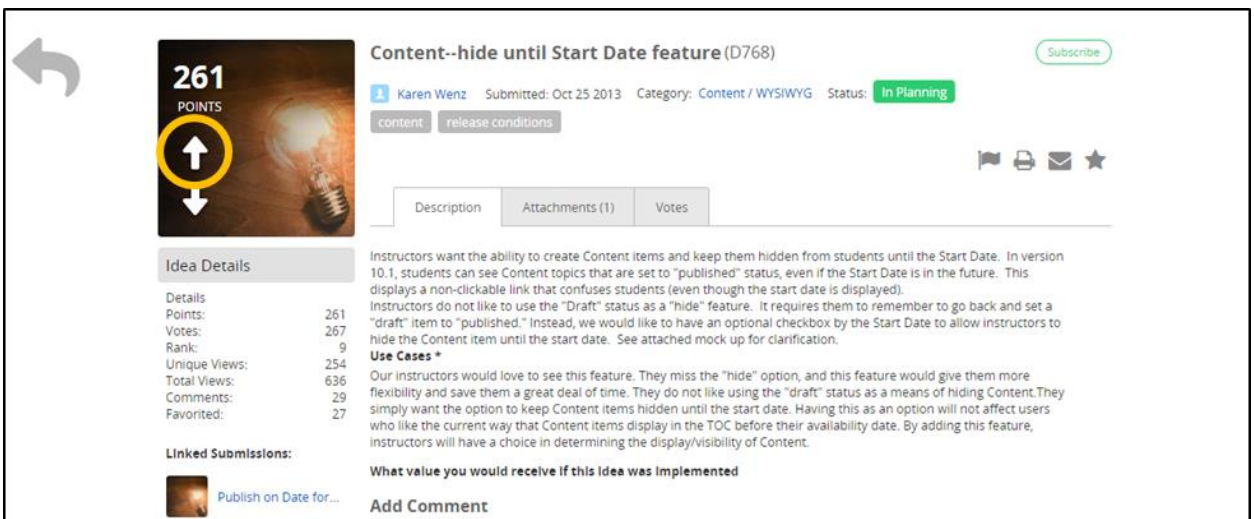 261
POINTS
Content--hide until Start Date feature (D768)
Subscribe
Karen Wenz Submitted: Oct 25 2013 Category: Content / WYSIWYG Status: In Planning
content release conditions
Description Attachments (1) Votes
Instructors want the ability to create Content items and keep them hidden from students until the Start Date. In version
10.1, students can see Content topics that are set to "published" status, even if the Start Date is in the future. This
displays a non-clickable link that confuses students (even though the start date is displayed).
Instructors do not like to use the "Draft" status as a "hide" feature. It requires them to remember to go back and set a
"draft" item to "published." Instead, we would like to have an optional checkbox by the Start Date to allow instructors to
hide the Content item until the start date. See attached mock up for clarification.
Use Cases *
Our instructors would love to see this feature. They miss the "hide" option, and this feature would give them more
flexibility and save them a great deal of time. They do not like using the "draft" status as a means of hiding Content.They
simply want the option to keep Content items hidden until the start date. Having this as an option will not affect users
who like the current way that Content items display in the TOC before their availability date. By adding this feature,
instructors will have a choice in determining the display/visibility of Content.
What value you would receive if this idea was implemented
Add Comment
Idea Details
Details
Points: 261
Votes: 267
Rank: 9
Unique Views: 254
Total Views: 636
Comments: 29
Favorited: 27
Linked Submissions:
Publish on Date for...